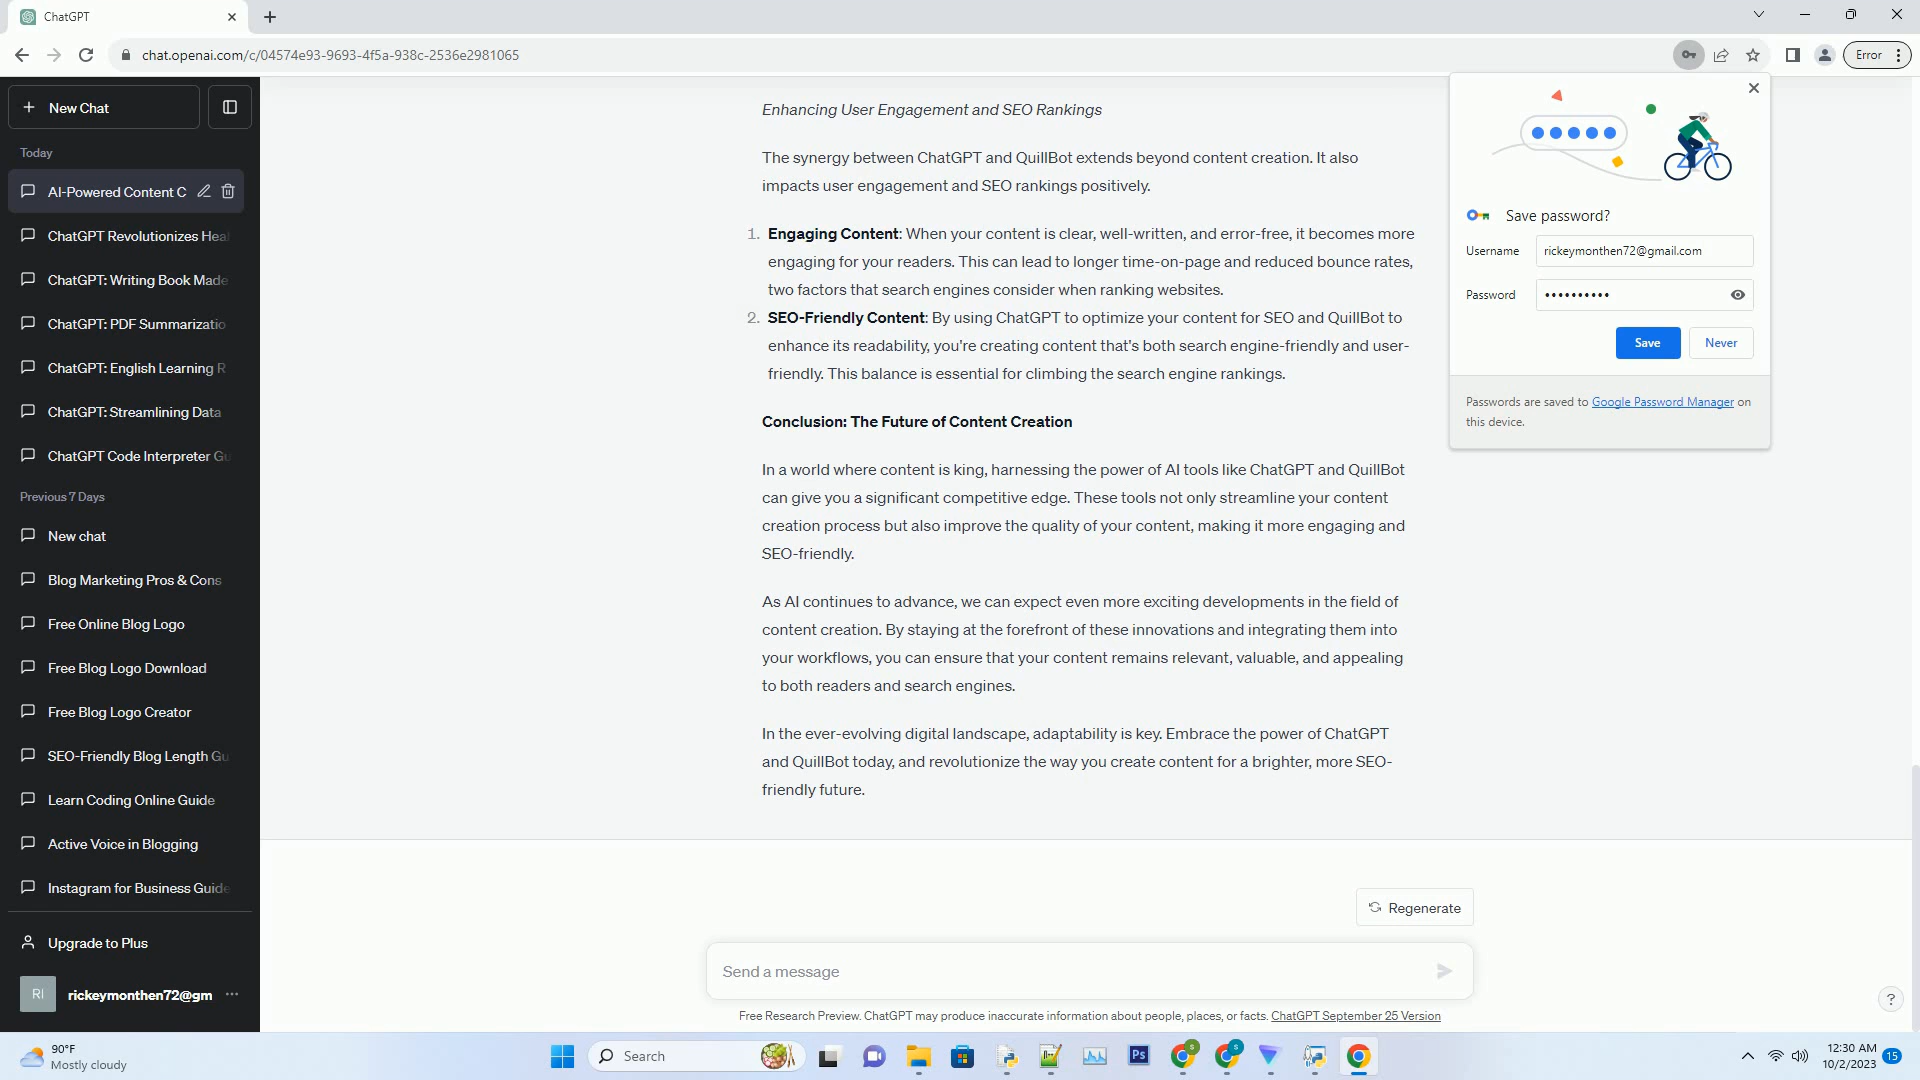 ChatGPT
chat.openai.com/c/04574e93-9693-4f5a-938c-2536e2981065
Error
New Chat
Today
AI-Powered Content C
ChatGPT Revolutionizes Heal
ChatGPT: Writing Book Made
ChatGPT: PDF Summarizatio
ChatGPT: English Learning R
ChatGPT: Streamlining Data
ChatGPT Code Interpreter Gu
Previous 7 Days
New chat
Blog Marketing Pros & Cons
Free Online Blog Logo
Free Blog Logo Download
Free Blog Logo Creator
SEO-Friendly Blog Length Gu
Learn Coding Online Guide
Active Voice in Blogging
Instagram for Business Guide
Upgrade to Plus
RI
rickeymonthen72@gm
Enhancing User Engagement and SEO Rankings
The synergy between ChatGPT and QuillBot extends beyond content creation. It also
impacts user engagement and SEO rankings positively.
1. Engaging Content: When your content is clear, well-written, and error-free, it becomes more
engaging for your readers. This can lead to longer time-on-page and reduced bounce rates,
two factors that search engines consider when ranking websites.
2. SEO-Friendly Content: By using ChatGPT to optimize your content for SEO and QuillBot to
enhance its readability, you're creating content that's both search engine-friendly and user-
friendly. This balance is essential for climbing the search engine rankings.
Conclusion: The Future of Content Creation
In a world where content is king, harnessing the power of AI tools like ChatGPT and QuillBot
can give you a significant competitive edge. These tools not only streamline your content
creation process but also improve the quality of your content, making it more engaging and
SEO-friendly.
As AI continues to advance, we can expect even more exciting developments in the field of
content creation. By staying at the forefront of these innovations and integrating them into
your workflows, you can ensure that your content remains relevant, valuable, and appealing
to both readers and search engines.
In the ever-evolving digital landscape, adaptability is key. Embrace the power of ChatGPT
and QuillBot today, and revolutionize the way you create content for a brighter, more SEO-
friendly future.
Regenerate
Send a message
Free Research Preview. ChatGPT may produce inaccurate information about people, places, or facts. ChatGPT September 25 Version
?
Save password?
Username rickeymonthen72@gmail.com
Password ••••••••••
Save Never
Passwords are saved to Google Password Manager on
this device.
90°F
Mostly cloudy
Search
Ps
S
S
12:30 AM
10/2/2023
15